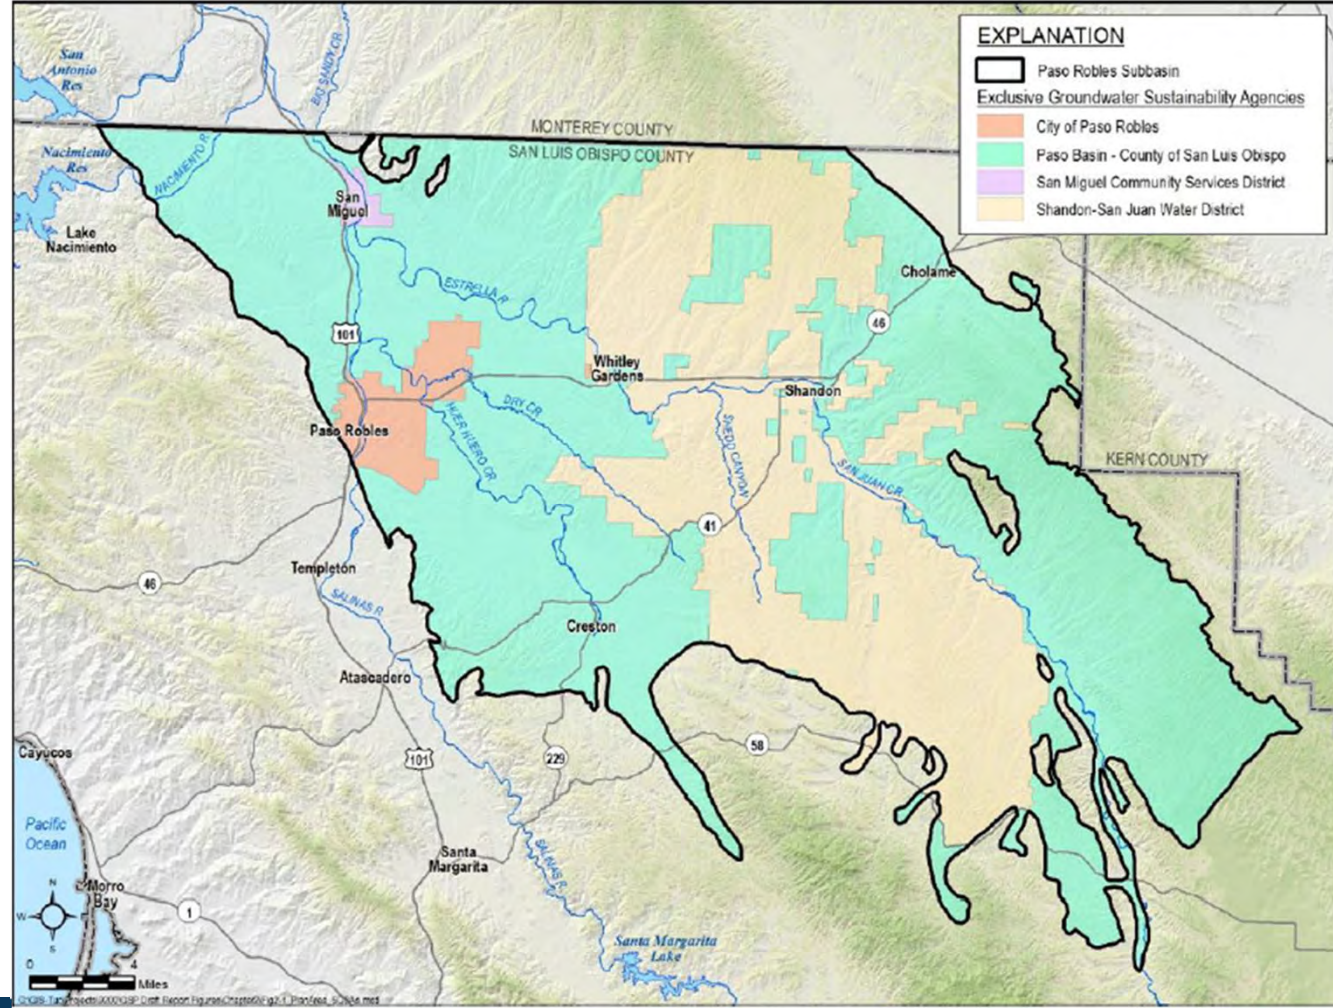 EXPLANATION
Paso Robles Subbasin
Exclusive Groundwater Sustainability Agencies
City of Paso Robles
Paso Basin - County of San Luis Obispo
San Miguel Community Services District
Shandon-San Juan Water District
San
Antonio
Res
BIG SANDY CR.
MONTEREY COUNTY
SAN LUIS OBISPO COUNTY
Nacimiento
Res
NACIMIENTO R.
San
Miguel
Lake
Nacimiento
Cholame
ESTRELLA R.
46
101
Whitley
Gardens
Shandon
DRY CR.
HUER HUERO CR.
Paso Robles
SHEDD CANYON
SAN JUAN CR.
KERN COUNTY
41
Templeton
46
SALINAS R.
Creston
Atascadero
58
101
229
Cayucos
Pacific
Ocean
SALINAS R.
Santa
Margarita
Morro
Bay
N
W
E
S
1
Santa Margarita
Lake
0
4
Miles